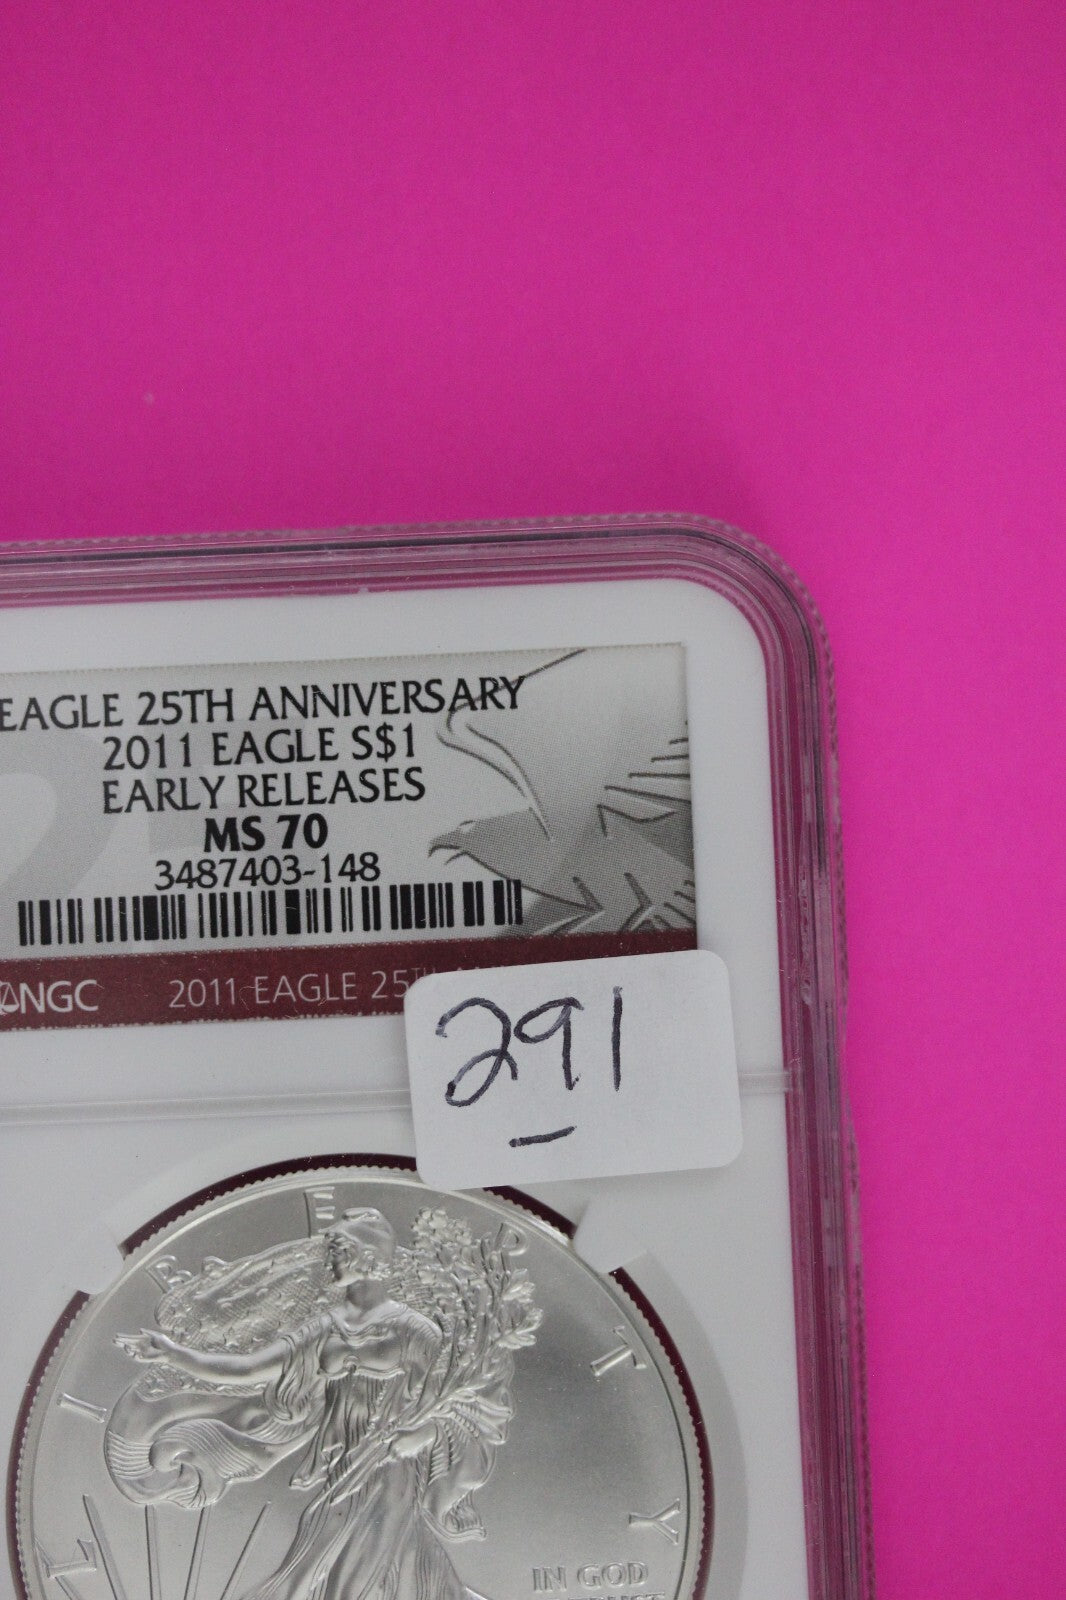 EAGLE 25TH ANNIVERSARY
2011 EAGLE S$1
EARLY RELEASES
MS 70
3487403-148
NGC 2011 EAGLE 25TH
291
LIBERTY
IN GOD